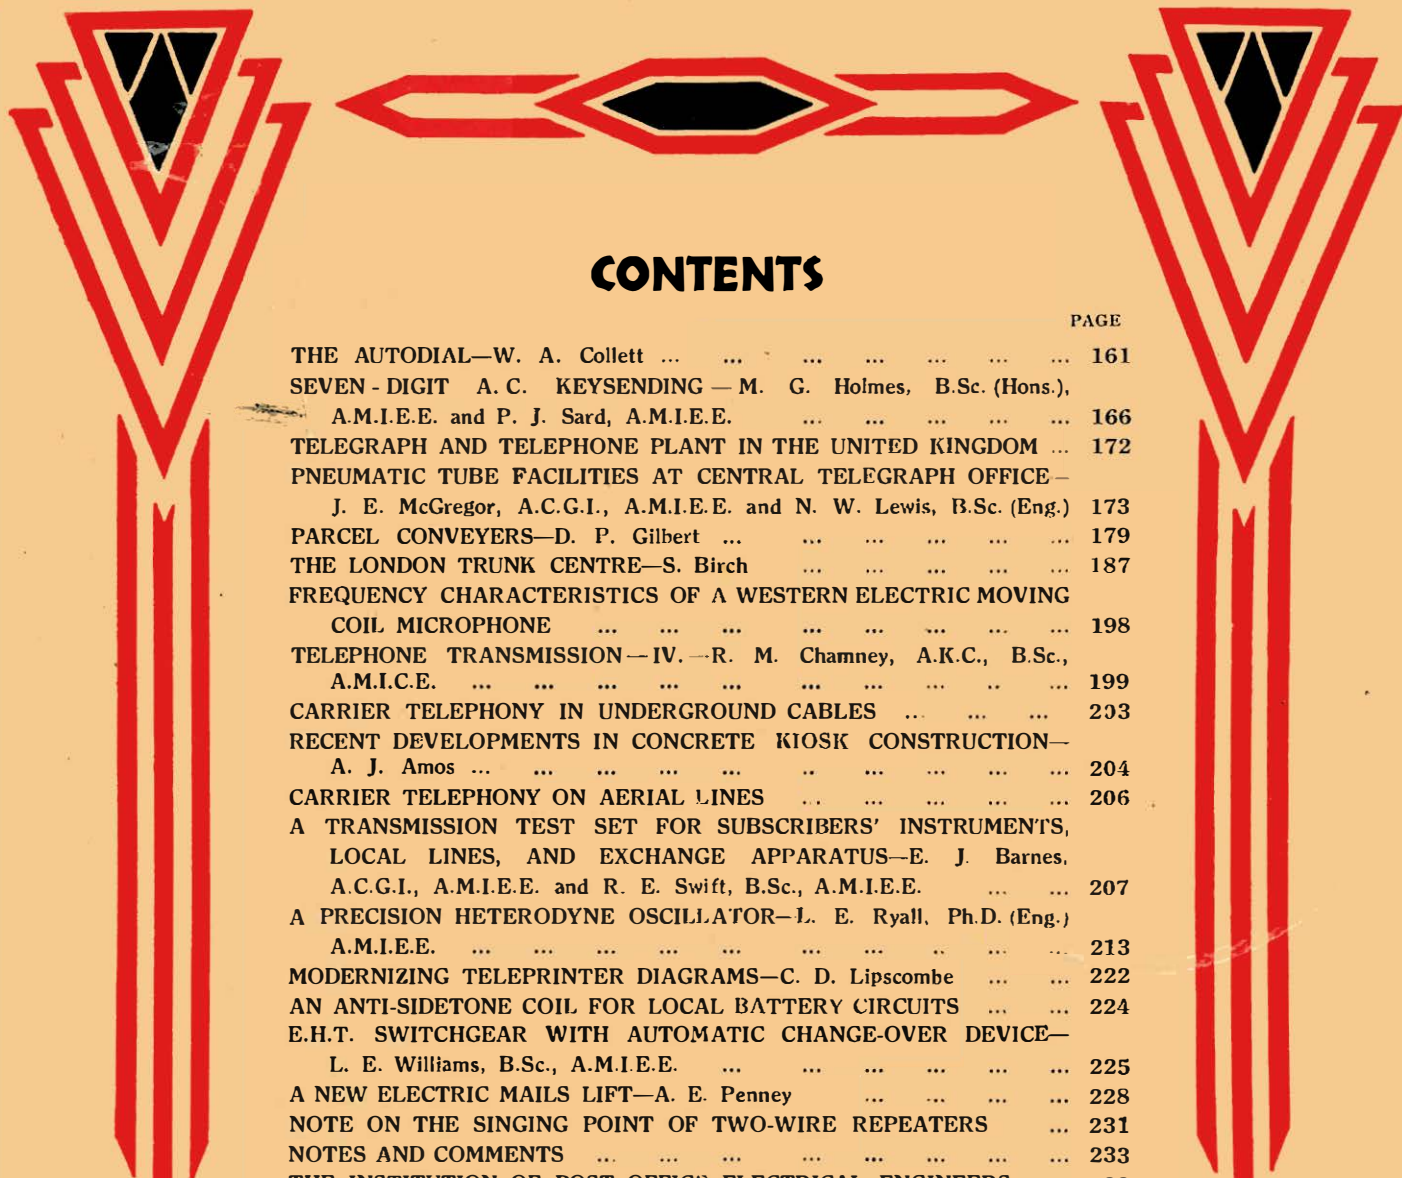 CONTENTS
PAGE
THE AUTODIAL—W. A. Collett ... ... ... ... ... ... ... 161
SEVEN-DIGIT A.C. KEYSENDING — M. G. Holmes, B.Sc. (Hons.),
A.M.I.E.E. and P. J. Sard, A.M.I.E.E. ... ... ... ... ... 166
TELEGRAPH AND TELEPHONE PLANT IN THE UNITED KINGDOM ... 172
PNEUMATIC TUBE FACILITIES AT CENTRAL TELEGRAPH OFFICE—
J. E. McGregor, A.C.G.I., A.M.I.E.E. and N. W. Lewis, B.Sc. (Eng.) 173
PARCEL CONVEYERS—D. P. Gilbert ... ... ... ... ... ... 179
THE LONDON TRUNK CENTRE—S. Birch ... ... ... ... ... 187
FREQUENCY CHARACTERISTICS OF A WESTERN ELECTRIC MOVING
COIL MICROPHONE ... ... ... ... ... ... ... ... 198
TELEPHONE TRANSMISSION—IV.—R. M. Chamney, A.K.C., B.Sc.,
A.M.I.C.E. ... ... ... ... ... ... ... ... .. ... 199
CARRIER TELEPHONY IN UNDERGROUND CABLES ... ... ... 203
RECENT DEVELOPMENTS IN CONCRETE KIOSK CONSTRUCTION—
A. J. Amos ... ... ... ... ... .. ... ... ... ... 204
CARRIER TELEPHONY ON AERIAL LINES ... ... ... ... ... 206
A TRANSMISSION TEST SET FOR SUBSCRIBERS' INSTRUMENTS,
LOCAL LINES, AND EXCHANGE APPARATUS—E. J. Barnes,
A.C.G.I., A.M.I.E.E. and R. E. Swift, B.Sc., A.M.I.E.E. ... ... 207
A PRECISION HETERODYNE OSCILLATOR—L. E. Ryall, Ph.D. (Eng.)
A.M.I.E.E. ... ... ... ... ... ... ... .. ... ... 213
MODERNIZING TELEPRINTER DIAGRAMS—C. D. Lipscombe ... ... 222
AN ANTI-SIDETONE COIL FOR LOCAL BATTERY CIRCUITS ... ... 224
E.H.T. SWITCHGEAR WITH AUTOMATIC CHANGE-OVER DEVICE—
L. E. Williams, B.Sc., A.M.I.E.E. ... ... ... ... ... ... 225
A NEW ELECTRIC MAILS LIFT—A. E. Penney ... ... ... ... 228
NOTE ON THE SINGING POINT OF TWO-WIRE REPEATERS ... 231
NOTES AND COMMENTS ... ... ... ... ... ... ... ... 233
THE INSTITUTION OF POST OFFICE ELECTRICAL ENGINEERS